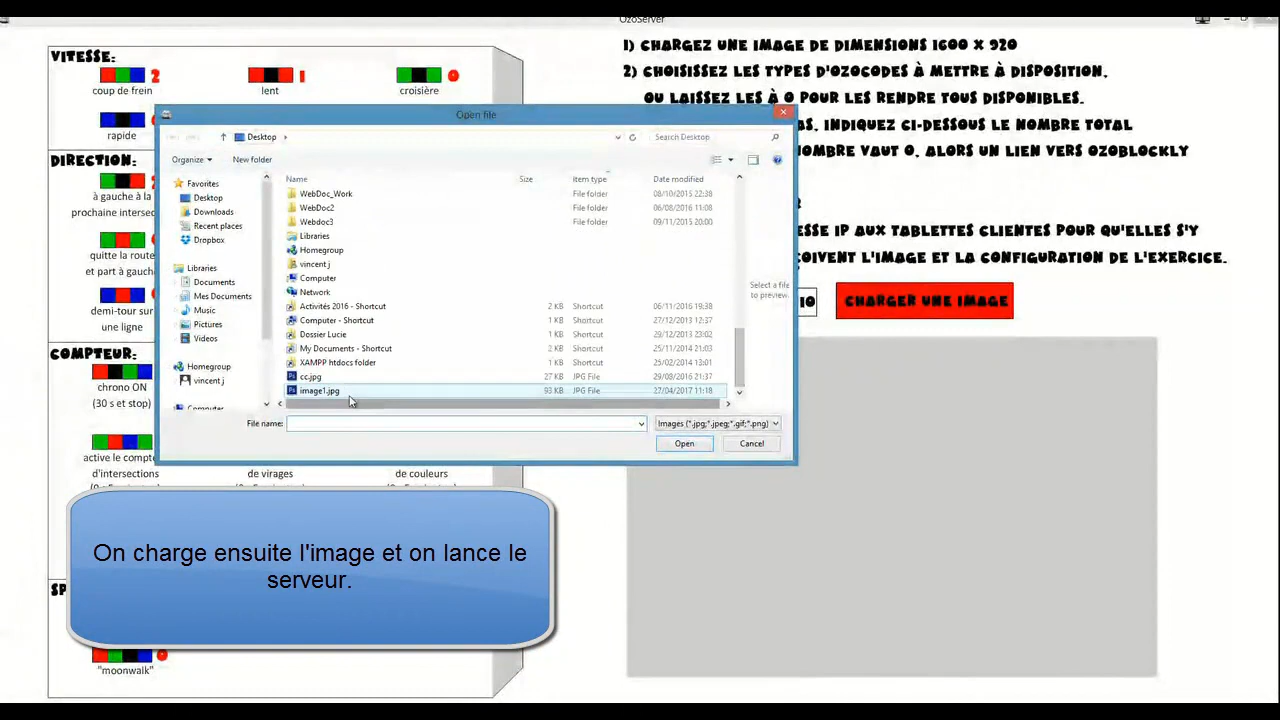 OzoServer
VITESSE:
2
1
0
coup de frein
lent
croisière
rapide
DIRECTION:
à gauche à la
prochaine intersec
quitte la route
et part à gauch
demi-tour sur
une ligne
COMPTEUR:
chrono ON
(30 s et stop)
active le compt
d'intersections
de virages
de couleurs
SP
0
"moonwalk"
1) CHARGEZ UNE IMAGE DE DIMENSIONS 1600 X 920
2) CHOISISSEZ LES TYPES D'OZOCODES À METTRE À DISPOSITION,
OU LAISSEZ LES À 0 POUR LES RENDRE TOUS DISPONIBLES.
AS, INDIQUEZ CI-DESSOUS LE NOMBRE TOTAL
NOMBRE VAUT 0, ALORS UN LIEN VERS OZOBLOCKLY
ESSE IP AUX TABLETTES CLIENTES POUR QU'ELLES S'Y
OIVENT L'IMAGE ET LA CONFIGURATION DE L'EXERCICE.
10
CHARGER UNE IMAGE
Open file
Desktop
Search Desktop
Organize
New folder
Favorites
Desktop
Downloads
Recent places
Dropbox
Libraries
Documents
Mes Documents
Music
Pictures
Videos
Homegroup
vincent j
Computer
Name
Size
Item type
Date modified
WebDoc_Work File folder 08/10/2015 22:38
WebDoc2 File folder 06/08/2016 11:08
Webdoc3 File folder 09/11/2015 20:00
Libraries
Homegroup
vincent j
Computer
Network
Activités 2016 - Shortcut 2 KB Shortcut 06/11/2016 19:38
Computer - Shortcut 1 KB Shortcut 27/12/2013 12:37
Dossier Lucie 1 KB Shortcut 29/12/2013 23:02
My Documents - Shortcut 2 KB Shortcut 25/11/2014 21:03
XAMPP htdocs folder 1 KB Shortcut 25/02/2014 13:01
cc.jpg 27 KB JPG File 29/08/2016 21:37
image1.jpg 93 KB JPG File 27/04/2017 11:18
Select a file
to preview.
File name:
Images (*.jpg;*.jpeg;*.gif;*.png)
Open
Cancel
On charge ensuite l'image et on lance le
serveur.